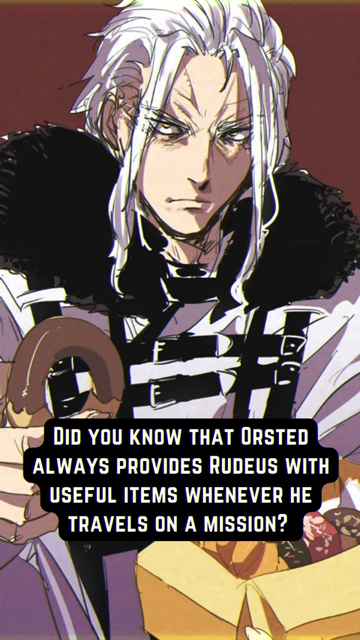 Did you know that Orsted
always provides Rudeus with
useful items whenever he
travels on a mission?